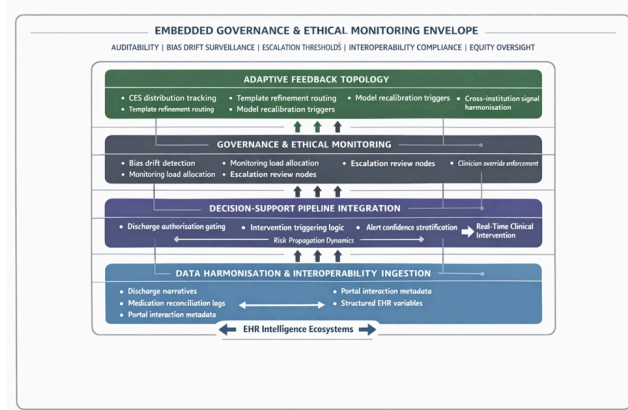 EMBEDDED GOVERNANCE & ETHICAL MONITORING ENVELOPE
AUDITABILITY | BIAS DRIFT SURVEILLANCE | ESCALATION THRESHOLDS | INTEROPERABILITY COMPLIANCE | EQUITY OVERSIGHT
ADAPTIVE FEEDBACK TOPOLOGY
• CES distribution tracking
• Template refinement routing
• Template refinement routing
• Model recalibration triggers
• Model recalibration triggers
• Cross-institution signal
harmonisation
GOVERNANCE & ETHICAL MONITORING
• Bias drift detection
• Monitoring load allocation
• Monitoring load allocation
• Escalation review nodes
• Escalation review nodes
• Clinician override enforcement
DECISION-SUPPORT PIPELINE INTEGRATION
• Discharge authorisation gating
• Intervention triggering logic
• Alert confidence stratification
Real-Time Clinical
Intervention
Risk Propagation Dynamics
DATA HARMONISATION & INTEROPERABILITY INGESTION
• Discharge narratives
• Medication reconciliation logs
• Portal interaction metadata
• Portal interaction metadata
• Structured EHR variables
EHR Intelligence Ecosystems